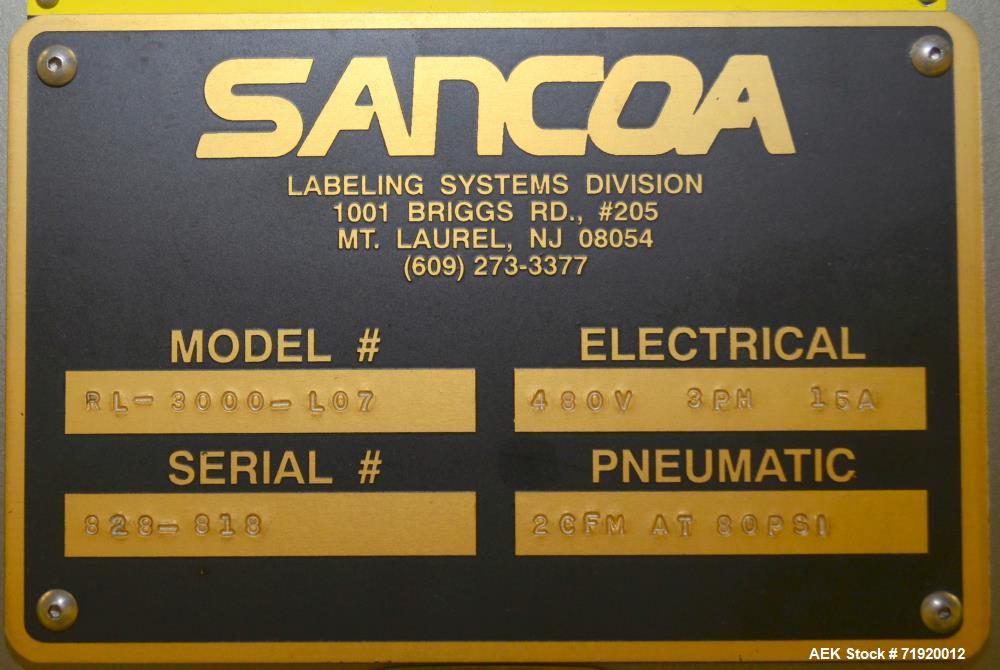 SANCOA
LABELING SYSTEMS DIVISION
1001 BRIGGS RD., #205
MT. LAUREL, NJ 08054
(609) 273-3377
MODEL #
RL-3000-L07
ELECTRICAL
480V 3PH 15A
SERIAL #
828-818
PNEUMATIC
2CFM AT 80PSI
AEK Stock # 71920012